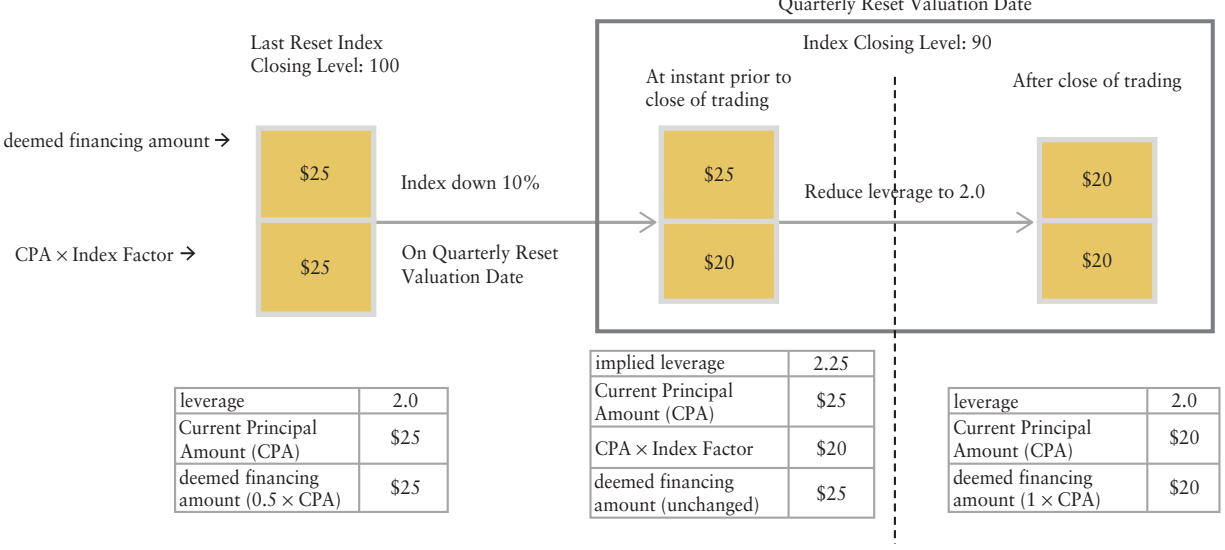 Quarterly Reset Valuation Date
Last Reset Index
Closing Level: 100
Index Closing Level: 90
At instant prior to
close of trading
After close of trading
deemed financing amount →
$25
Index down 10%
$25
Reduce leverage to 2.0
$20
CPA × Index Factor →
$25
On Quarterly Reset
Valuation Date
$20
$20
leverage 2.0
Current Principal
Amount (CPA) $25
deemed financing
amount (0.5 × CPA) $25
implied leverage 2.25
Current Principal
Amount (CPA) $25
CPA × Index Factor $20
deemed financing
amount (unchanged) $25
leverage 2.0
Current Principal
Amount (CPA) $20
deemed financing
amount (1 × CPA) $20